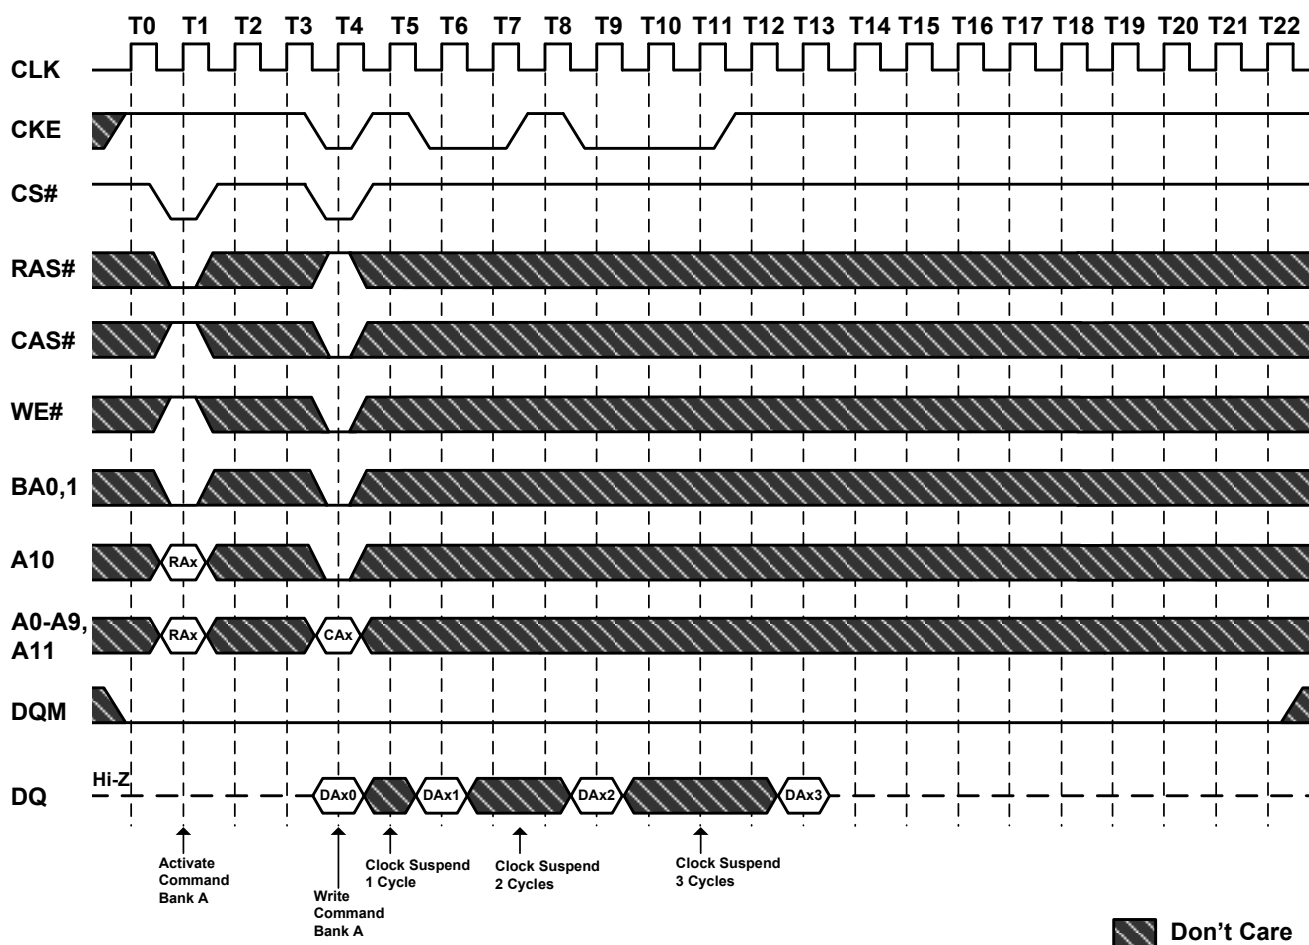 T0 T1 T2 T3 T4 T5 T6 T7 T8 T9 T10 T11 T12 T13 T14 T15 T16 T17 T18 T19 T20 T21 T22
CLK
CKE
CS#
RAS#
CAS#
WE#
BA0,1
A10
RAx
A0-A9,
A11
RAx
CAx
DQM
Hi-Z
DQ
DAx0
DAx1
DAx2
DAx3
Activate
Command
Bank A
Write
Command
Bank A
Clock Suspend
1 Cycle
Clock Suspend
2 Cycles
Clock Suspend
3 Cycles
Don't Care